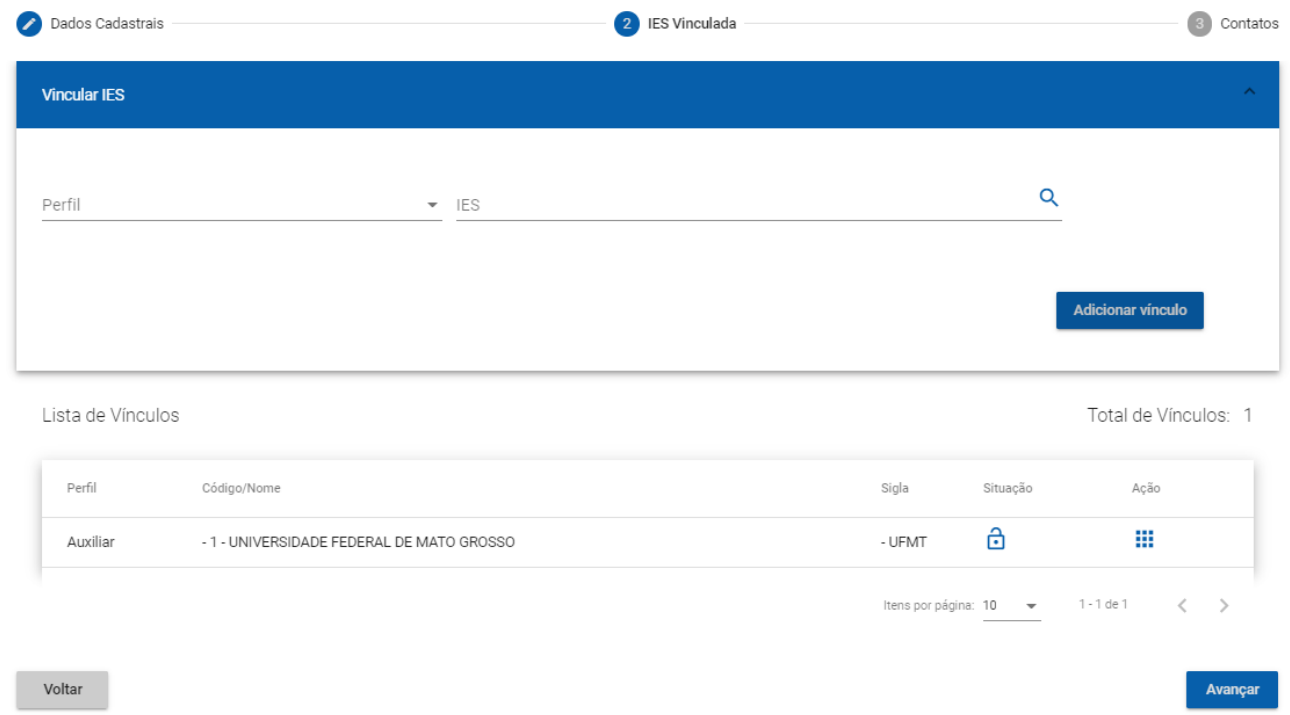 Dados Cadastrais
2 IES Vinculada
3 Contatos
Vincular IES
Perfil
IES
Adicionar vínculo
Lista de Vínculos
Total de Vínculos: 1
Perfil Código/Nome Sigla Situação Ação
Auxiliar - 1 - UNIVERSIDADE FEDERAL DE MATO GROSSO - UFMT
Itens por página: 10 1 - 1 de 1
Voltar
Avançar